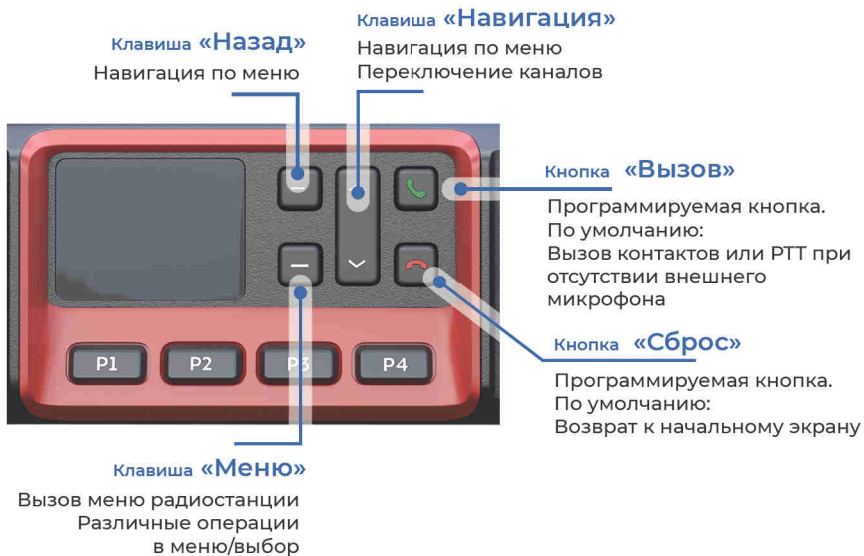 Клавиша «Назад»
Навигация по меню
Клавиша «Навигация»
Навигация по меню
Переключение каналов
Кнопка «Вызов»
Программируемая кнопка.
По умолчанию:
Вызов контактов или РТТ при
отсутствии внешнего
микрофона
Кнопка «Сброс»
Программируемая кнопка.
По умолчанию:
Возврат к начальному экрану
P1
P2
P3
P4
Клавиша «Меню»
Вызов меню радиостанции
Различные операции
в меню/выбор